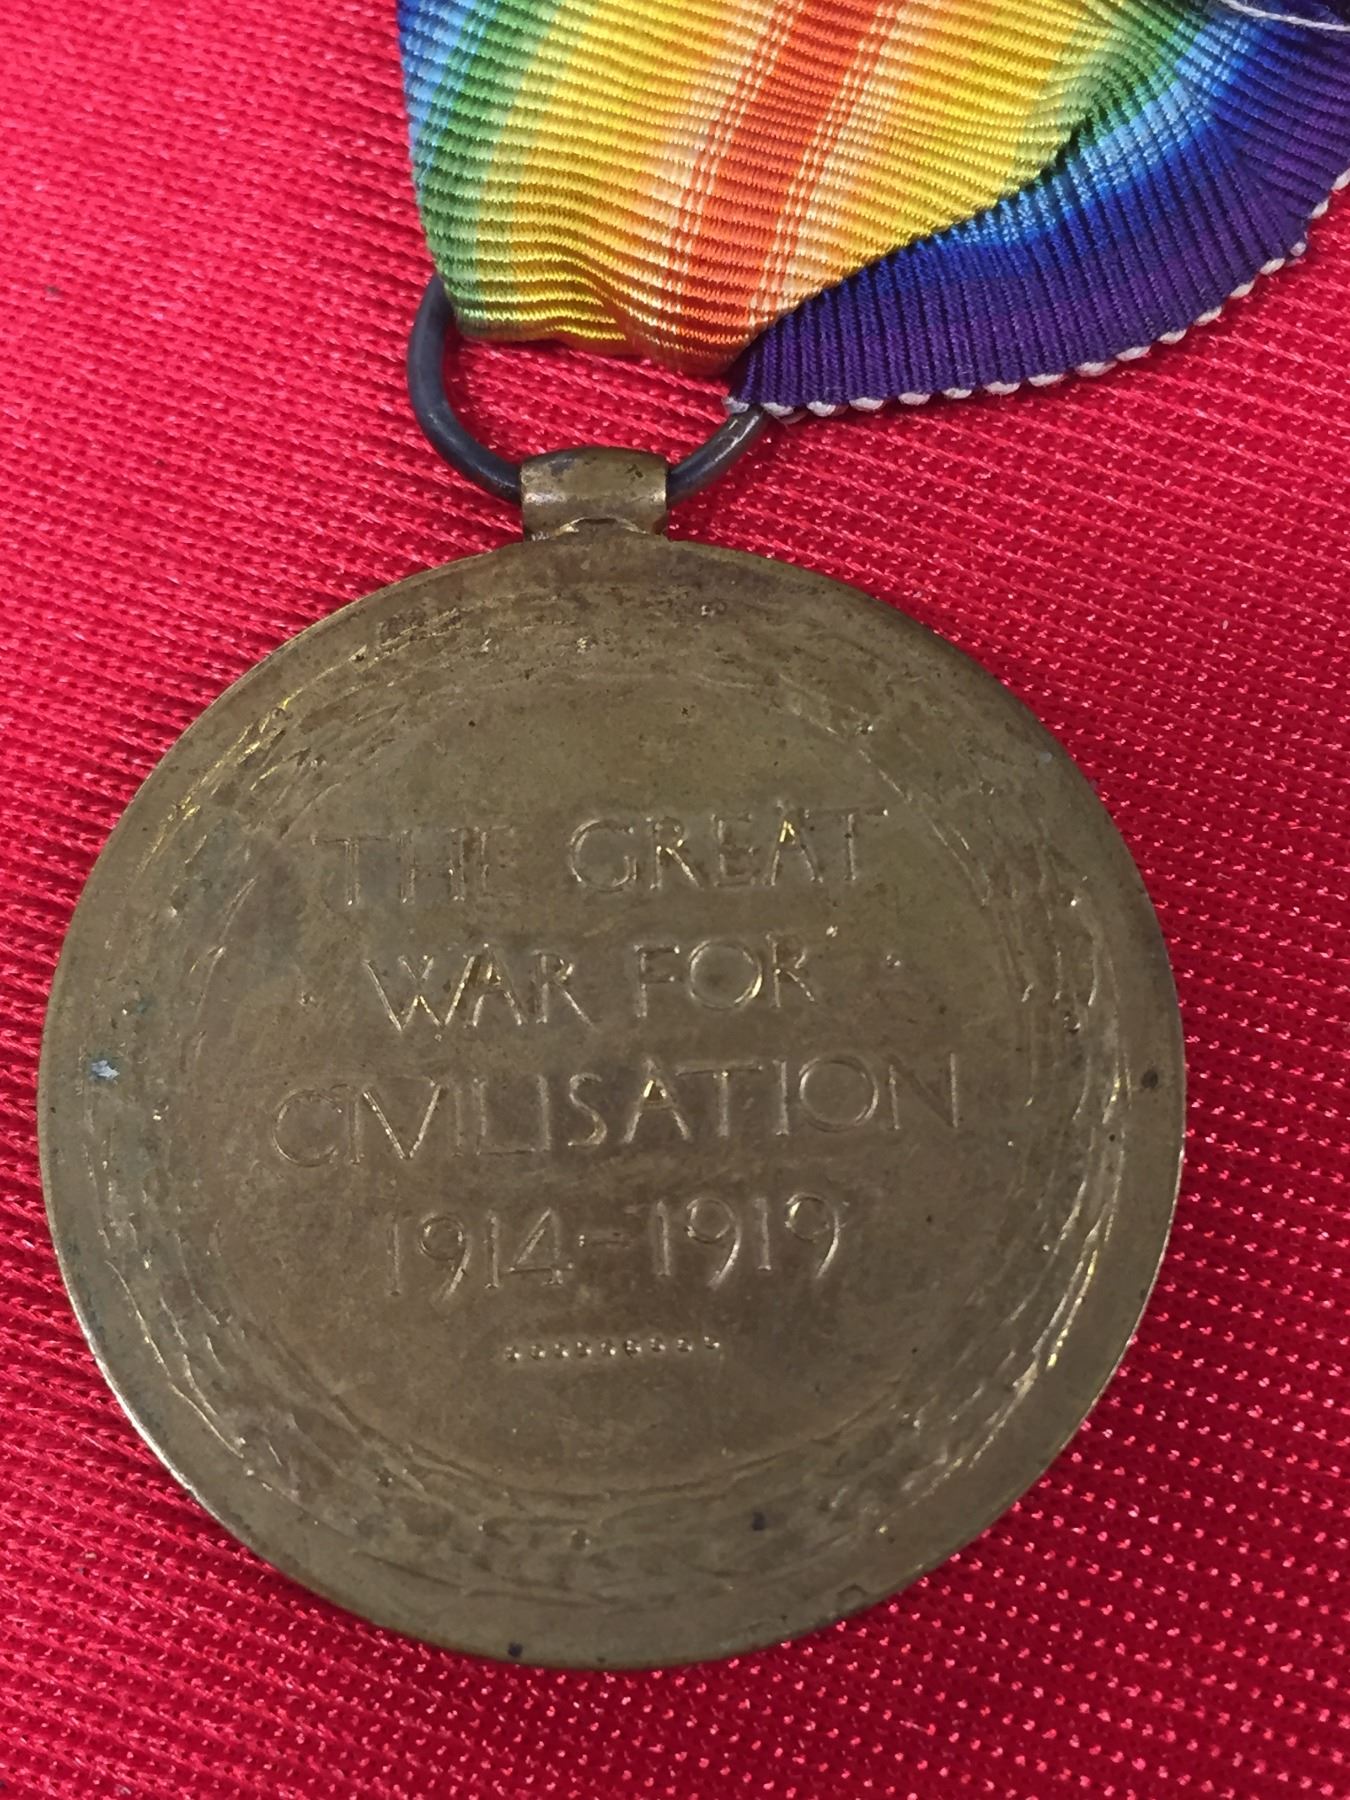 THE GREAT
WAR FOR
CIVILISATION
1914-1919